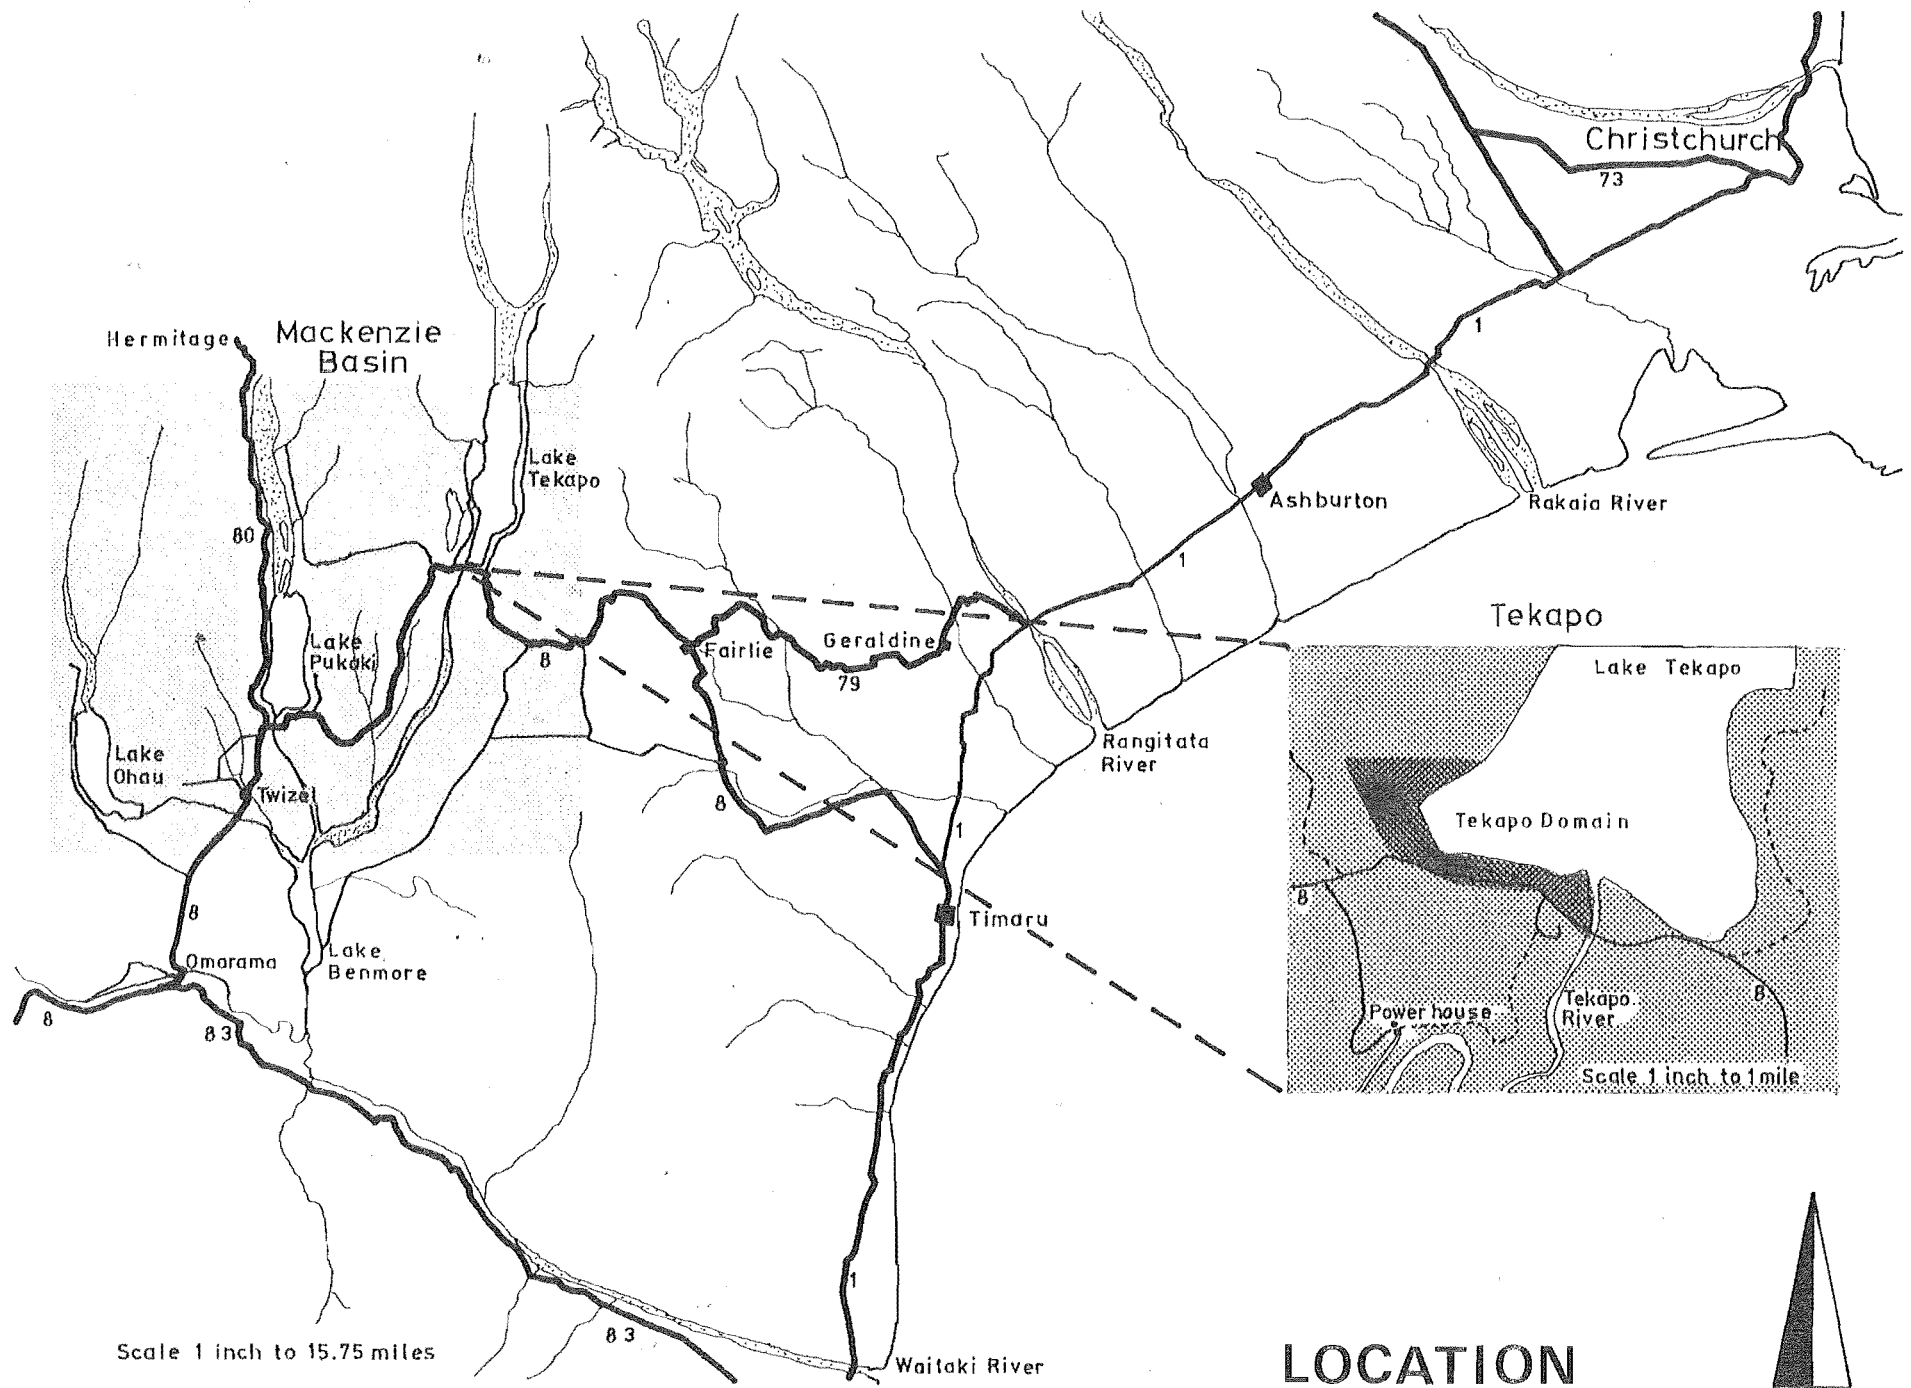 Christchurch
73
1
Hermitage
Mackenzie
Basin
Lake
Tekapo
80
Ashburton
Rakaia River
1
Tekapo
Lake
Pukaki
8
Fairlie
Geraldine
79
Lake Tekapo
Rangitata
River
Lake
Ohau
Twizel
8
1
Tekapo Domain
8
8
Timaru
Omarama
Lake
Benmore
8
83
Power house
Tekapo
River
8
Scale 1 inch to 1 mile
1
83
Scale 1 inch to 15.75 miles
Waitaki River
LOCATION